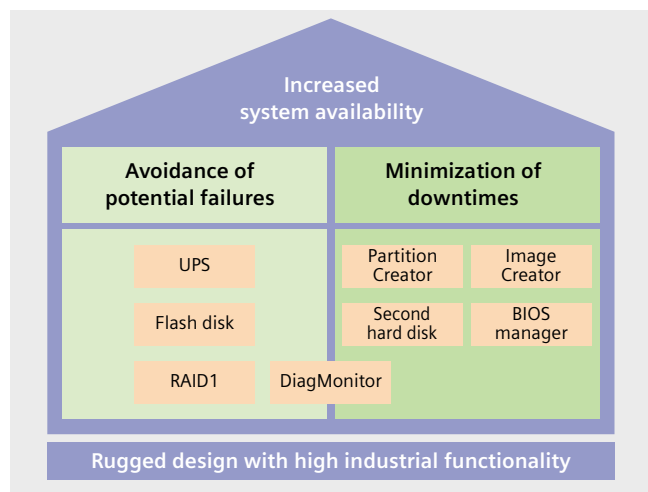 Increased
system availability
Avoidance of
potential failures
Minimization of
downtimes
UPS
Flash disk
RAID1
DiagMonitor
Partition
Creator
Image
Creator
Second
hard disk
BIOS
manager
Rugged design with high industrial functionality